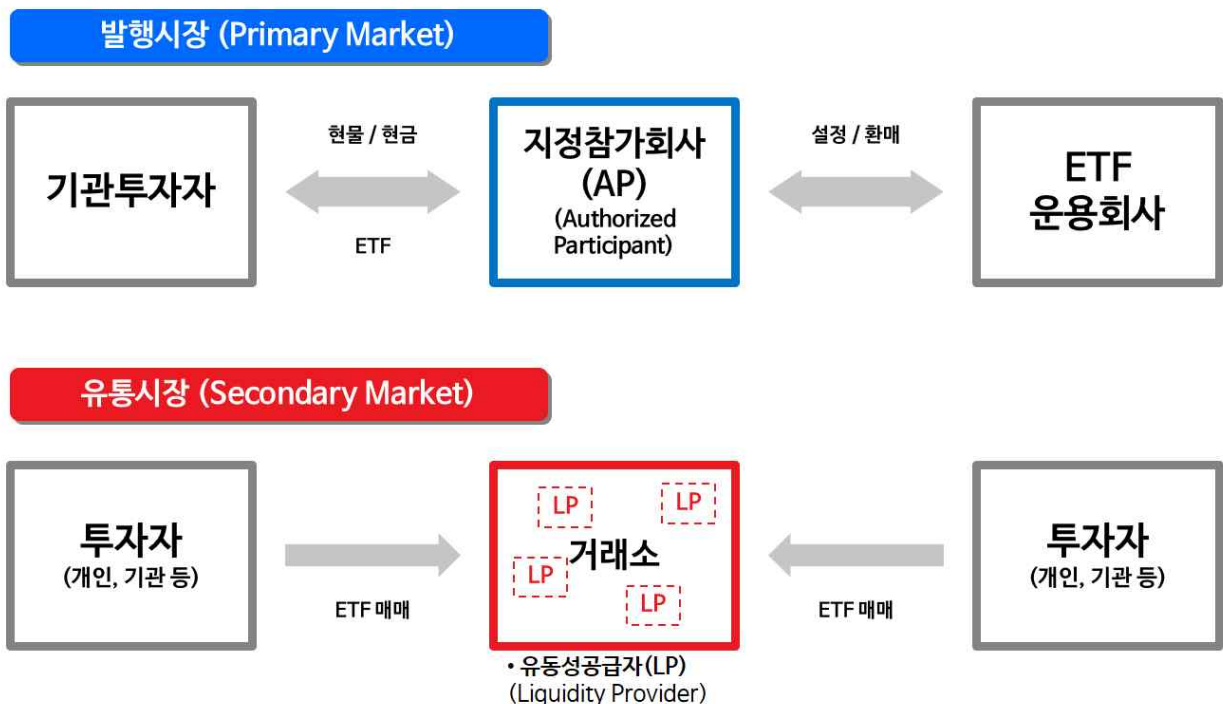 발행시장 (Primary Market)
기관투자자
현물 / 현금
ETF
지정참가회사
(AP)
(Authorized
Participant)
설정 / 환매
ETF
운용회사
유통시장 (Secondary Market)
투자자
(개인, 기관 등)
ETF 매매
LP
LP
거래소
LP
LP
• 유동성공급자(LP)
(Liquidity Provider)
ETF 매매
투자자
(개인, 기관 등)